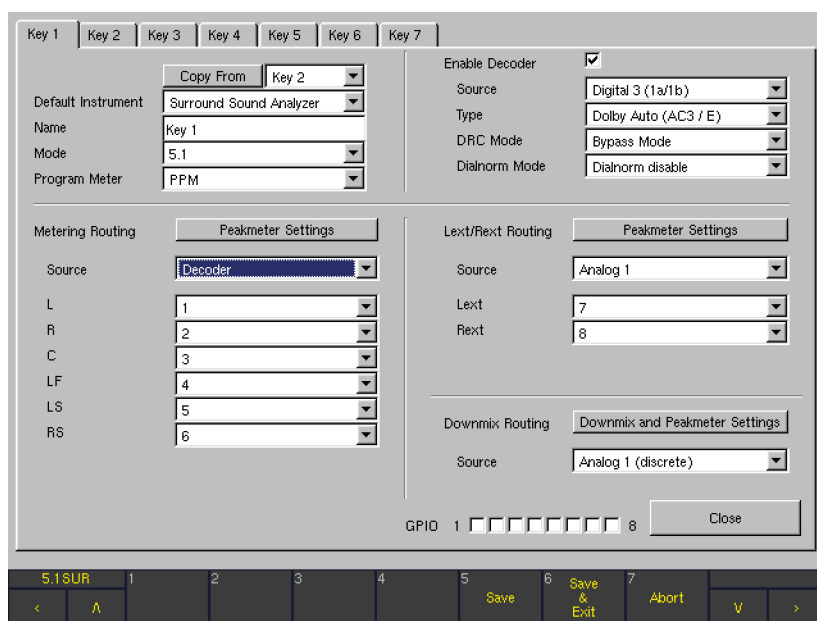 Key 1 Key 2 Key 3 Key 4 Key 5 Key 6 Key 7
Copy From Key 2
Default Instrument Surround Sound Analyzer
Name Key 1
Mode 5.1
Program Meter PPM
Enable Decoder
Source Digital 3 (1a/1b)
Type Dolby Auto (AC3 / E)
DRC Mode Bypass Mode
Dialnorm Mode Dialnorm disable
Metering Routing Peakmeter Settings
Source Decoder
L 1
R 2
C 3
LF 4
LS 5
RS 6
Lext/Rext Routing Peakmeter Settings
Source Analog 1
Lext 7
Rext 8
Downmix Routing Downmix and Peakmeter Settings
Source Analog 1 (discrete)
GPIO 1 8 Close
5.1SUR 1 2 3 4 5 Save 6 Save & Exit 7 Abort
< Λ V >